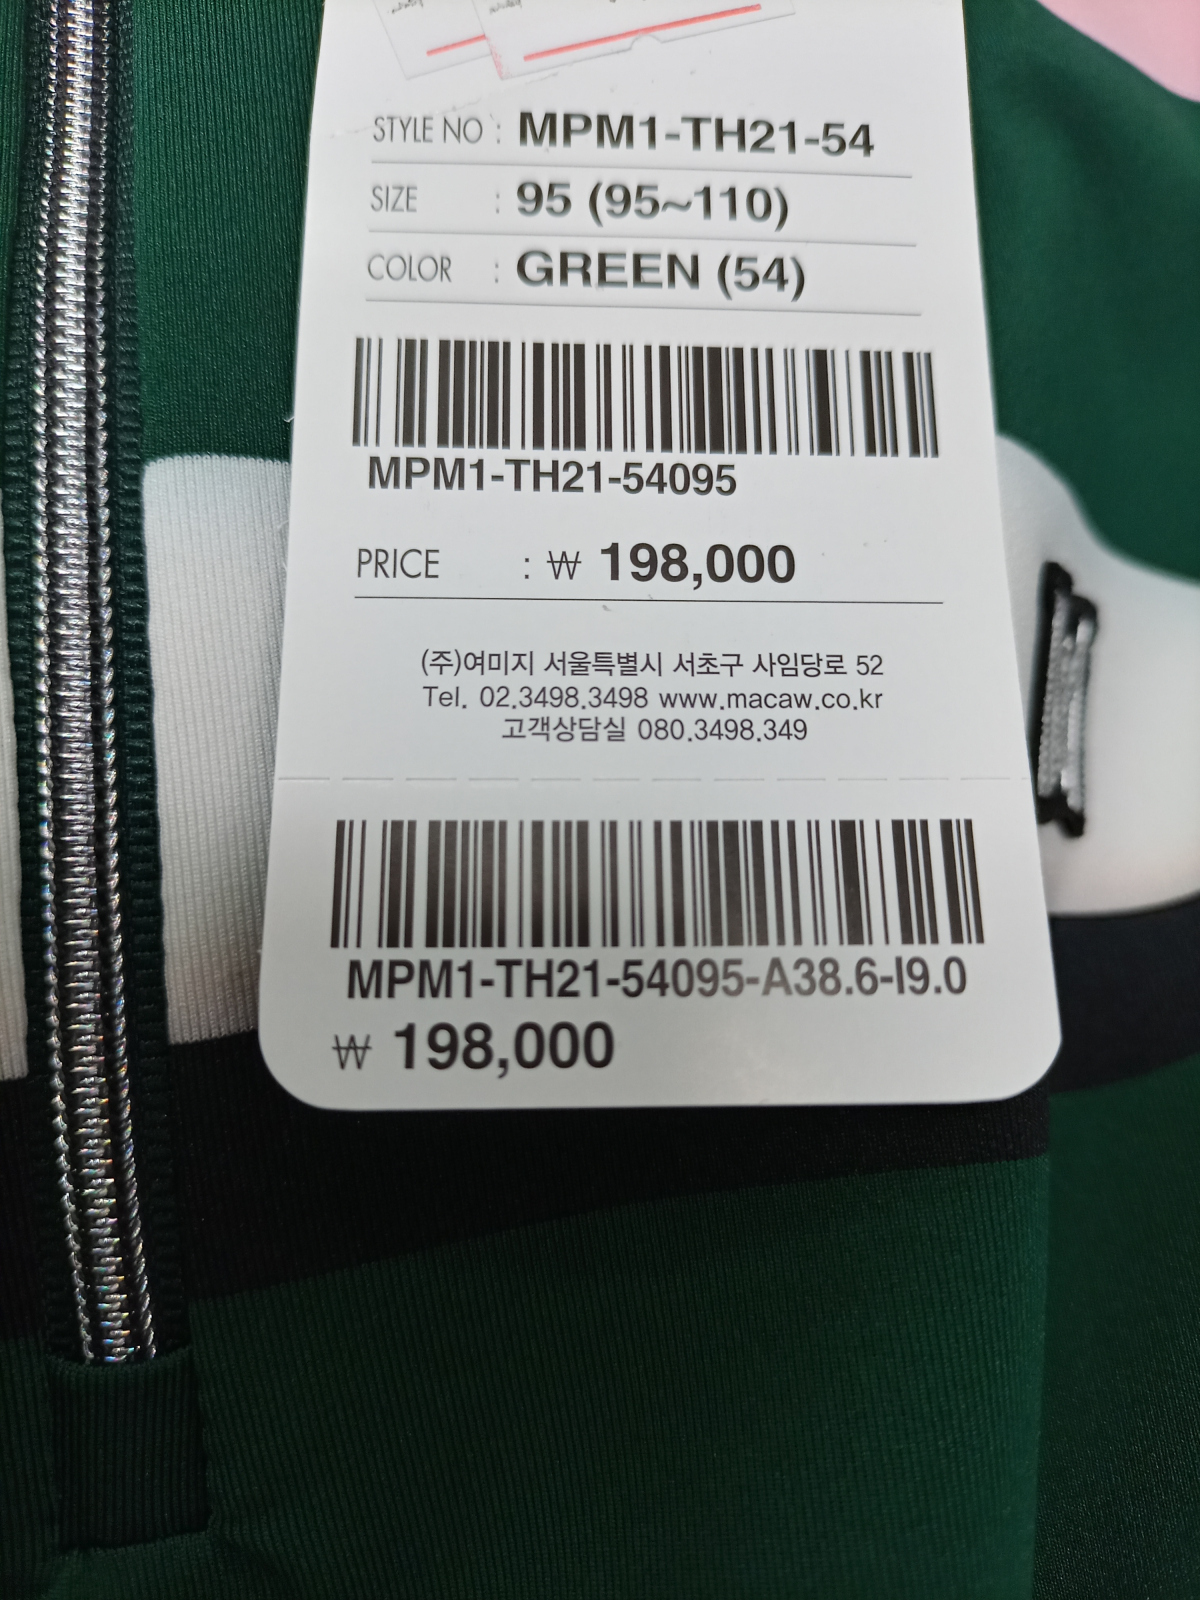 STYLE NO : MPM1-TH21-54
SIZE : 95 (95~110)
COLOR : GREEN (54)
MPM1-TH21-54095
PRICE : ₩ 198,000
(주)여미지 서울특별시 서초구 사임당로 52
Tel. 02.3498.3498 www.macaw.co.kr
고객상담실 080.3498.349
MPM1-TH21-54095-A38.6-I9.0
₩ 198,000